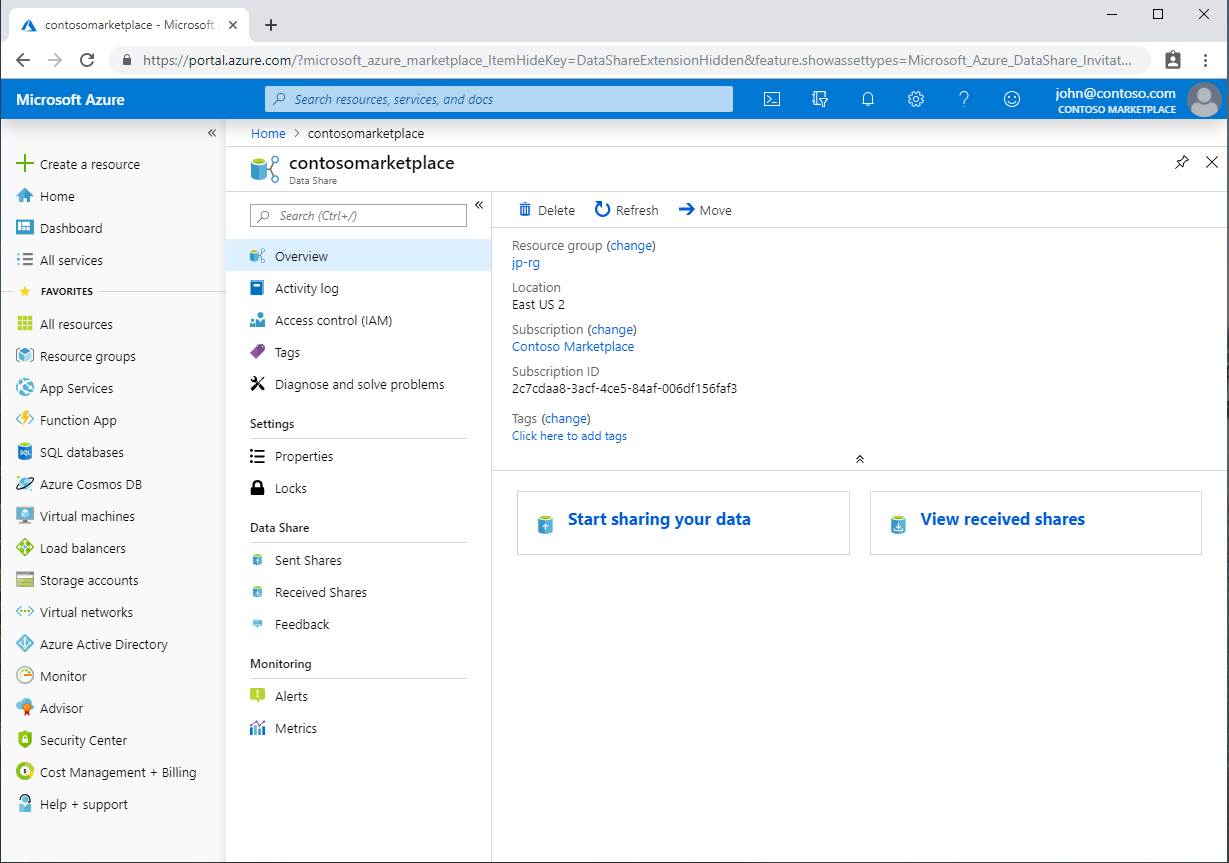 contosomarketplace - Microsoft
https://portal.azure.com/?microsoft_azure_marketplace_ItemHideKey=DataShareExtensionHidden&feature.showassettypes=Microsoft_Azure_DataShare_Invitat...
Microsoft Azure
Search resources, services, and docs
john@contoso.com
CONTOSO MARKETPLACE
Create a resource
Home
Dashboard
All services
FAVORITES
All resources
Resource groups
App Services
Function App
SQL databases
Azure Cosmos DB
Virtual machines
Load balancers
Storage accounts
Virtual networks
Azure Active Directory
Monitor
Advisor
Security Center
Cost Management + Billing
Help + support
Home > contosomarketplace
contosomarketplace
Data Share
Search (Ctrl+/)
Overview
Activity log
Access control (IAM)
Tags
Diagnose and solve problems
Settings
Properties
Locks
Data Share
Sent Shares
Received Shares
Feedback
Monitoring
Alerts
Metrics
Delete Refresh Move
Resource group (change)
jp-rg
Location
East US 2
Subscription (change)
Contoso Marketplace
Subscription ID
2c7cdaa8-3acf-4ce5-84af-006df156faf3
Tags (change)
Click here to add tags
Start sharing your data
View received shares